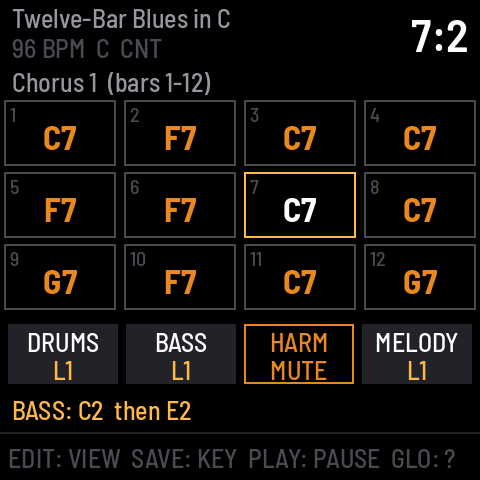 Twelve-Bar Blues in C
96 BPM C CNT
7:2
Chorus 1 (bars 1-12)
1 C7 2 F7 3 C7 4 C7
5 F7 6 F7 7 C7 8 C7
9 G7 10 F7 11 C7 12 G7
DRUMS BASS HARM MELODY
L1 L1 MUTE L1
BASS: C2 then E2
EDIT: VIEW SAVE: KEY PLAY: PAUSE GLO: ?